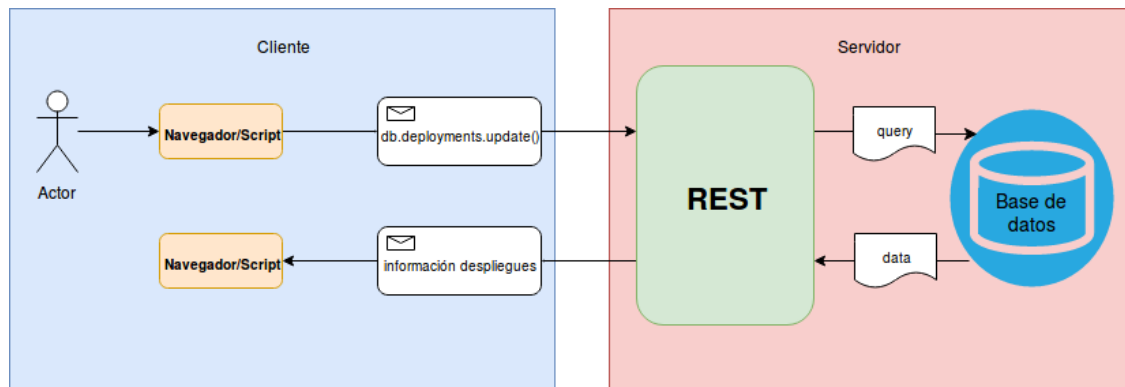 Cliente
Servidor
Navegador/Script
db.deployments.update()
query
Actor
REST
Base de
datos
Navegador/Script
información despliegues
data